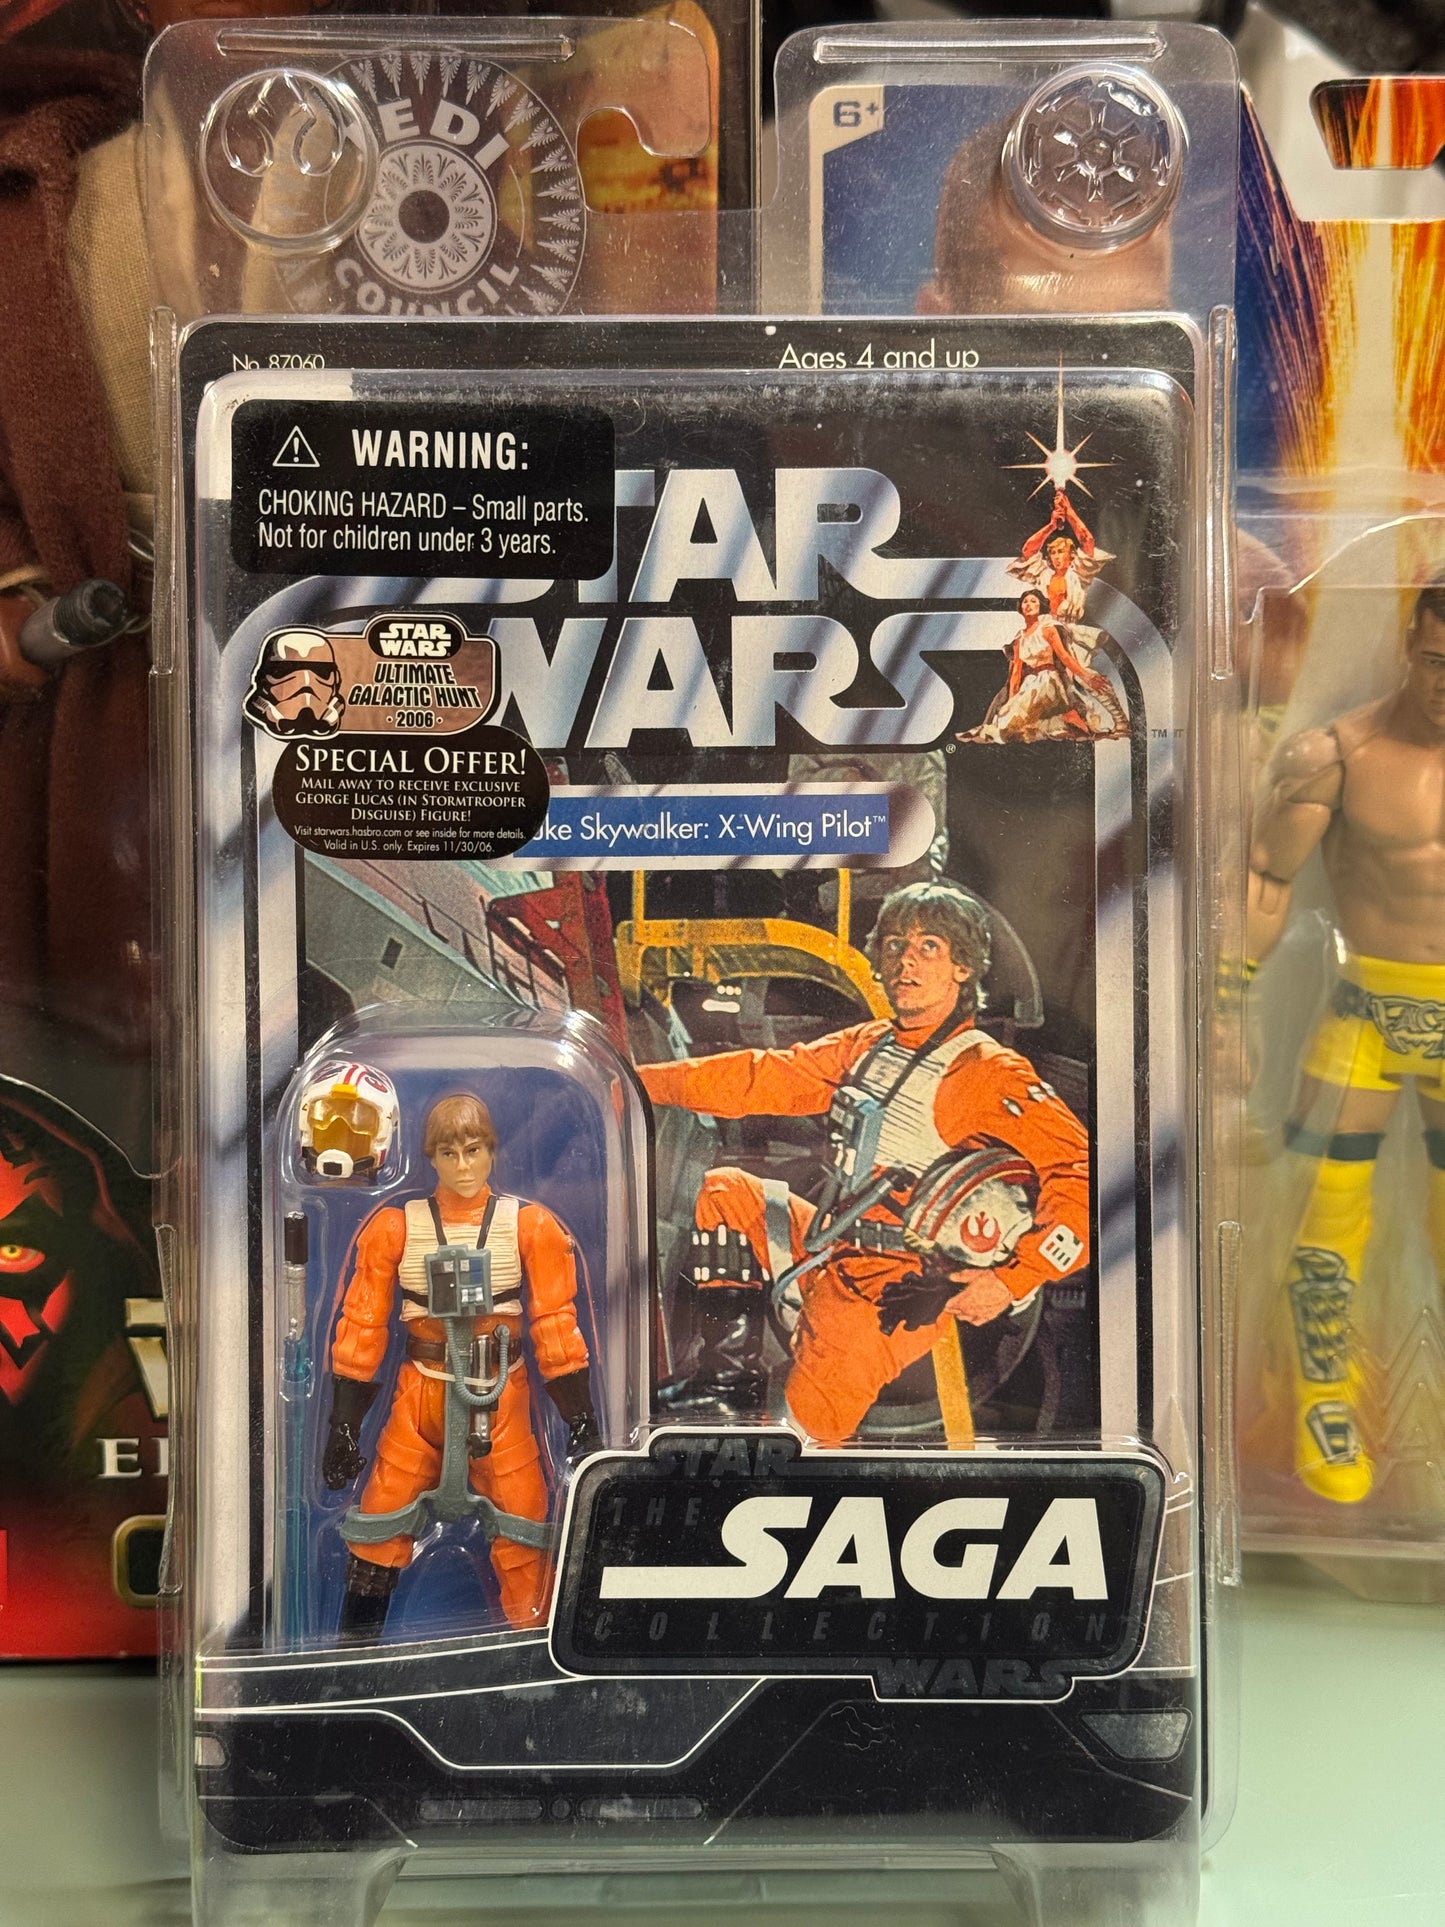 JEDI
COUNCIL
6+
No. 87060
Ages 4 and up
WARNING:
CHOKING HAZARD – Small parts.
Not for children under 3 years.
STAR
WARS
®
TM
STAR
WARS
ULTIMATE
GALACTIC HUNT
• 2006 •
SPECIAL OFFER!
MAIL AWAY TO RECEIVE EXCLUSIVE
GEORGE LUCAS (IN STORMTROOPER
DISGUISE) FIGURE!
Visit starwars.hasbro.com or see inside for more details.
Valid in U.S. only. Expires 11/30/06.
uke Skywalker: X-Wing Pilot™
STAR
THE
SAGA
COLLECTION
WARS